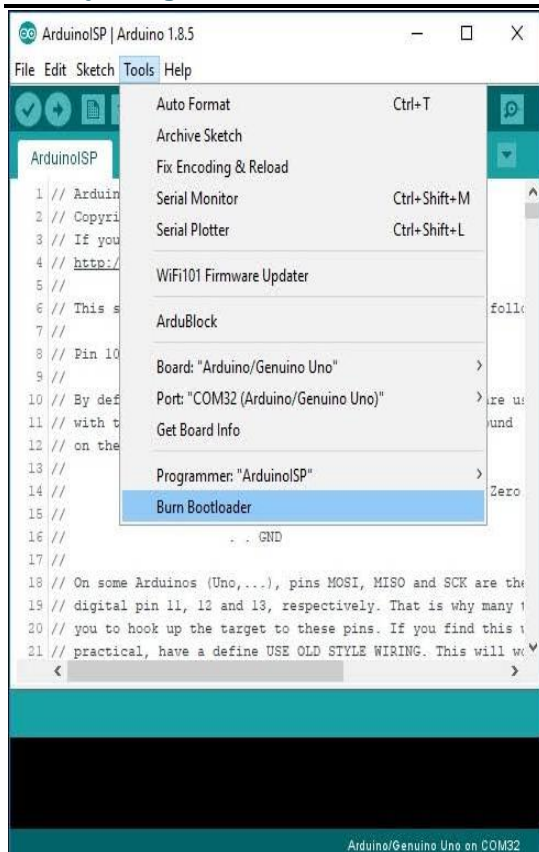 ArduinoISP | Arduino 1.8.5
File Edit Sketch Tools Help
Auto Format Ctrl+T
Archive Sketch
Fix Encoding & Reload
Serial Monitor Ctrl+Shift+M
Serial Plotter Ctrl+Shift+L
WiFi101 Firmware Updater
ArduBlock
Board: "Arduino/Genuino Uno"
Port: "COM32 (Arduino/Genuino Uno)"
Get Board Info
Programmer: "ArduinoISP"
Burn Bootloader
ArduinoISP
1 //
2 //
3 // If you
4 // http:/
5 //
6 // This
7 //
8 // Pin 10
9 //
10 // By
11 // with
12 // on the
13 //
14 // Zero
15 //
16 // . . GND
17 //
18 // On some Arduinos (Uno,...), pins MOSI, MISO and SCK are the
19 // digital pin 11, 12 and 13, respectively. That is why many
20 // you to hook up the target to these pins. If you find this
21 // practical, have a define USE OLD STYLE WIRING. This will
Arduino/Genuino Uno on COM32